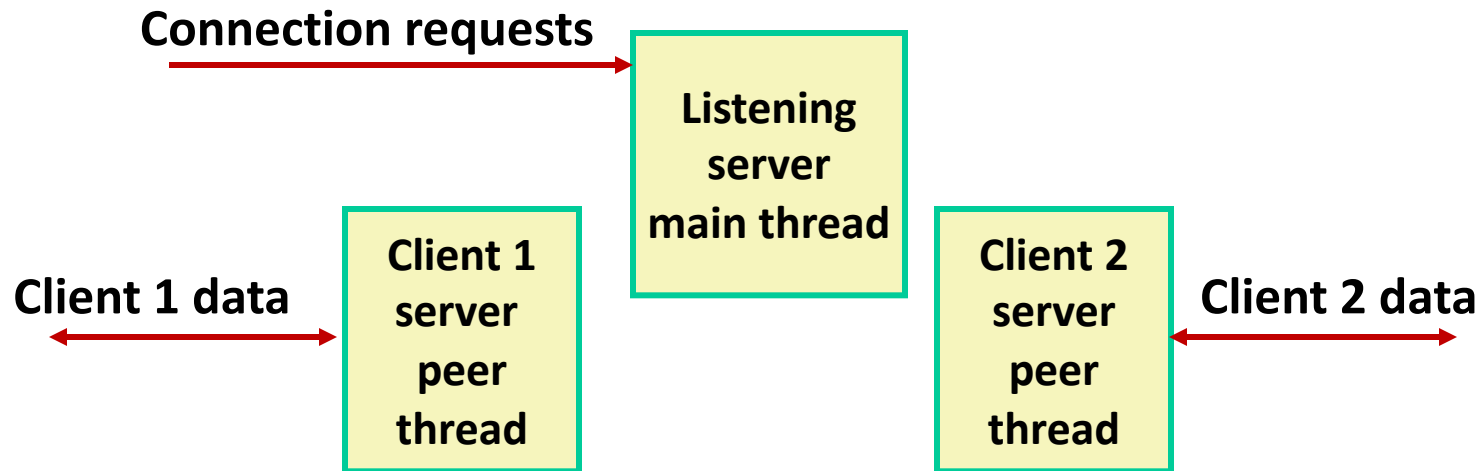 Connection requests
Listening
server
main thread
Client 1 data
Client 1
server
peer
thread
Client 2
server
peer
thread
Client 2 data